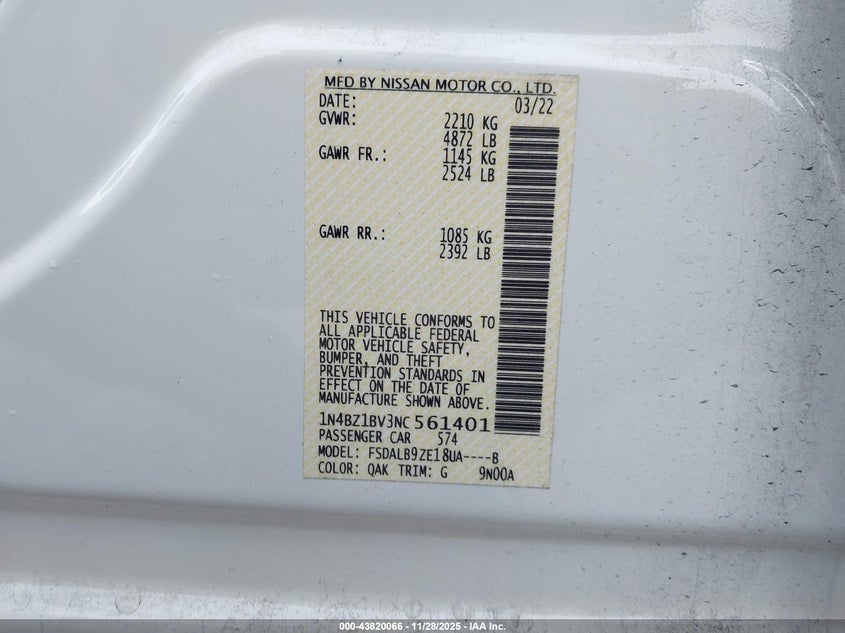 MFD BY NISSAN MOTOR CO., LTD.
DATE: 03/22
GVWR: 2210 KG
4872 LB
GAWR FR.: 1145 KG
2524 LB
GAWR RR.: 1085 KG
2392 LB
THIS VEHICLE CONFORMS TO
ALL APPLICABLE FEDERAL
MOTOR VEHICLE SAFETY,
BUMPER, AND THEFT
PREVENTION STANDARDS IN
EFFECT ON THE DATE OF
MANUFACTURE SHOWN ABOVE.
1N4BZ1BV3NC 561401
PASSENGER CAR 574
MODEL: FSDALB9ZE18UA----B
COLOR: QAK TRIM: G 9N00A
000-43820066 - 11/28/2025 - IAA Inc.